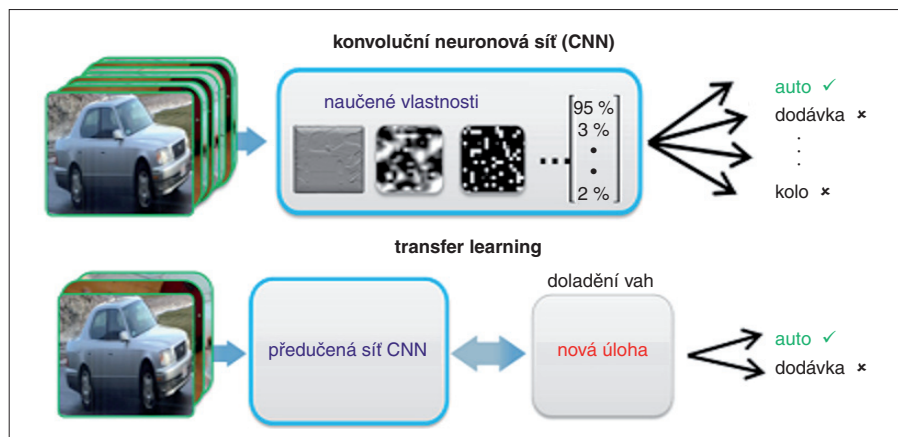 konvoluční neuronová síť (CNN)
naučené vlastnosti
95 %
3 %
•
•
2 %
auto ✓
dodávka ×
.
.
.
kolo ×
transfer learning
předučená síť CNN
doladění vah
nová úloha
auto ✓
dodávka ×